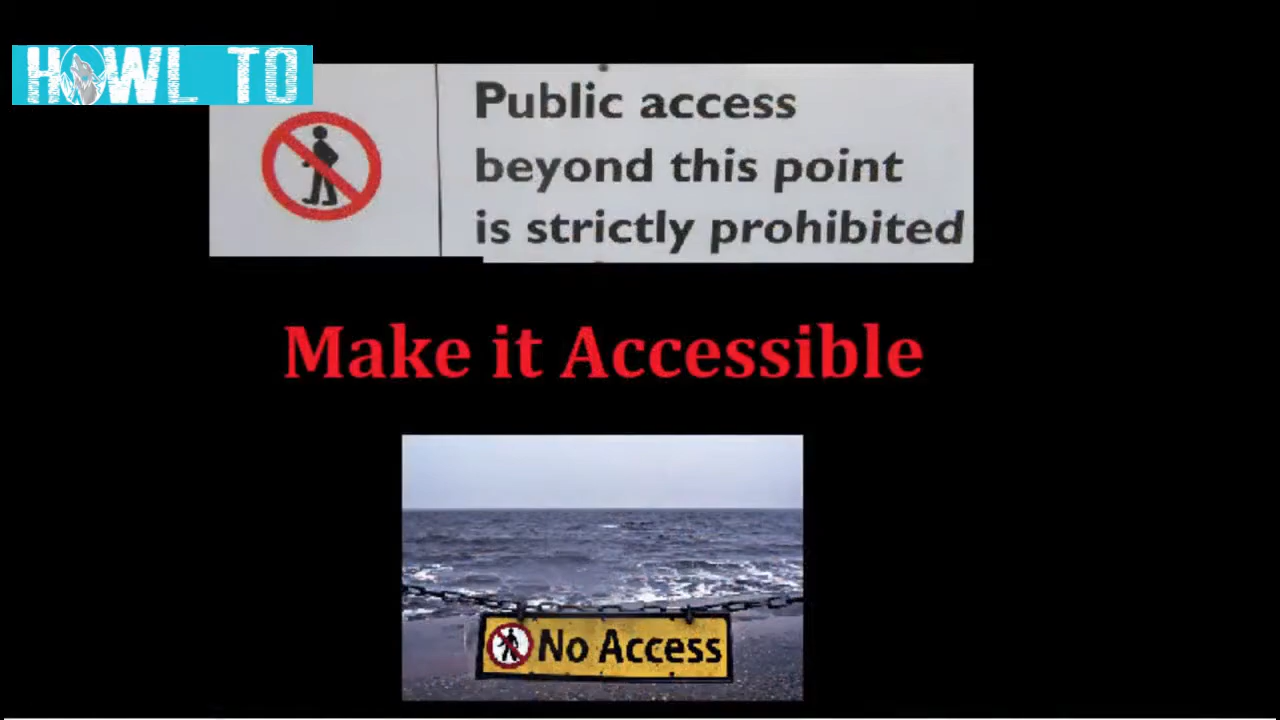 HOWL TO
Public access
beyond this point
is strictly prohibited
Make it Accessible
No Access